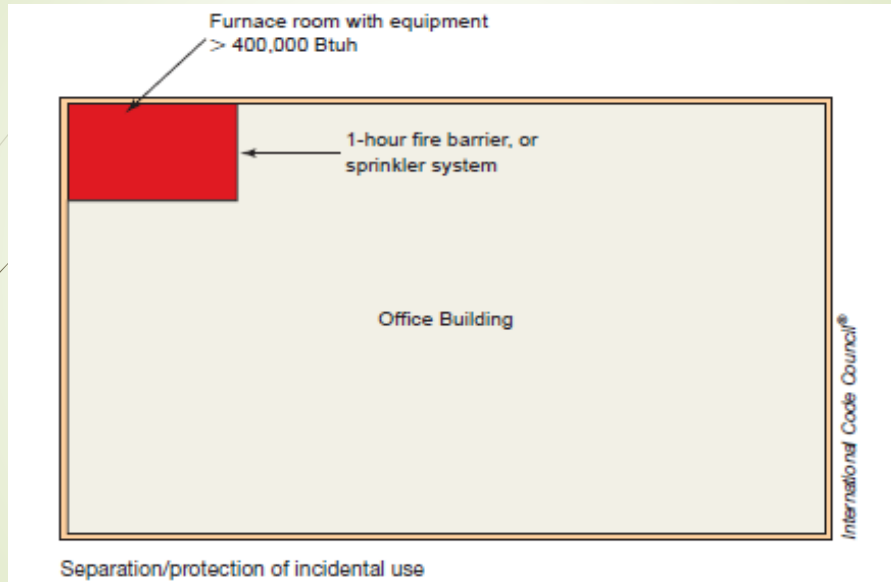 Furnace room with equipment
> 400,000 Btuh
1-hour fire barrier, or
sprinkler system
Office Building
International Code Council®
Separation/protection of incidental use